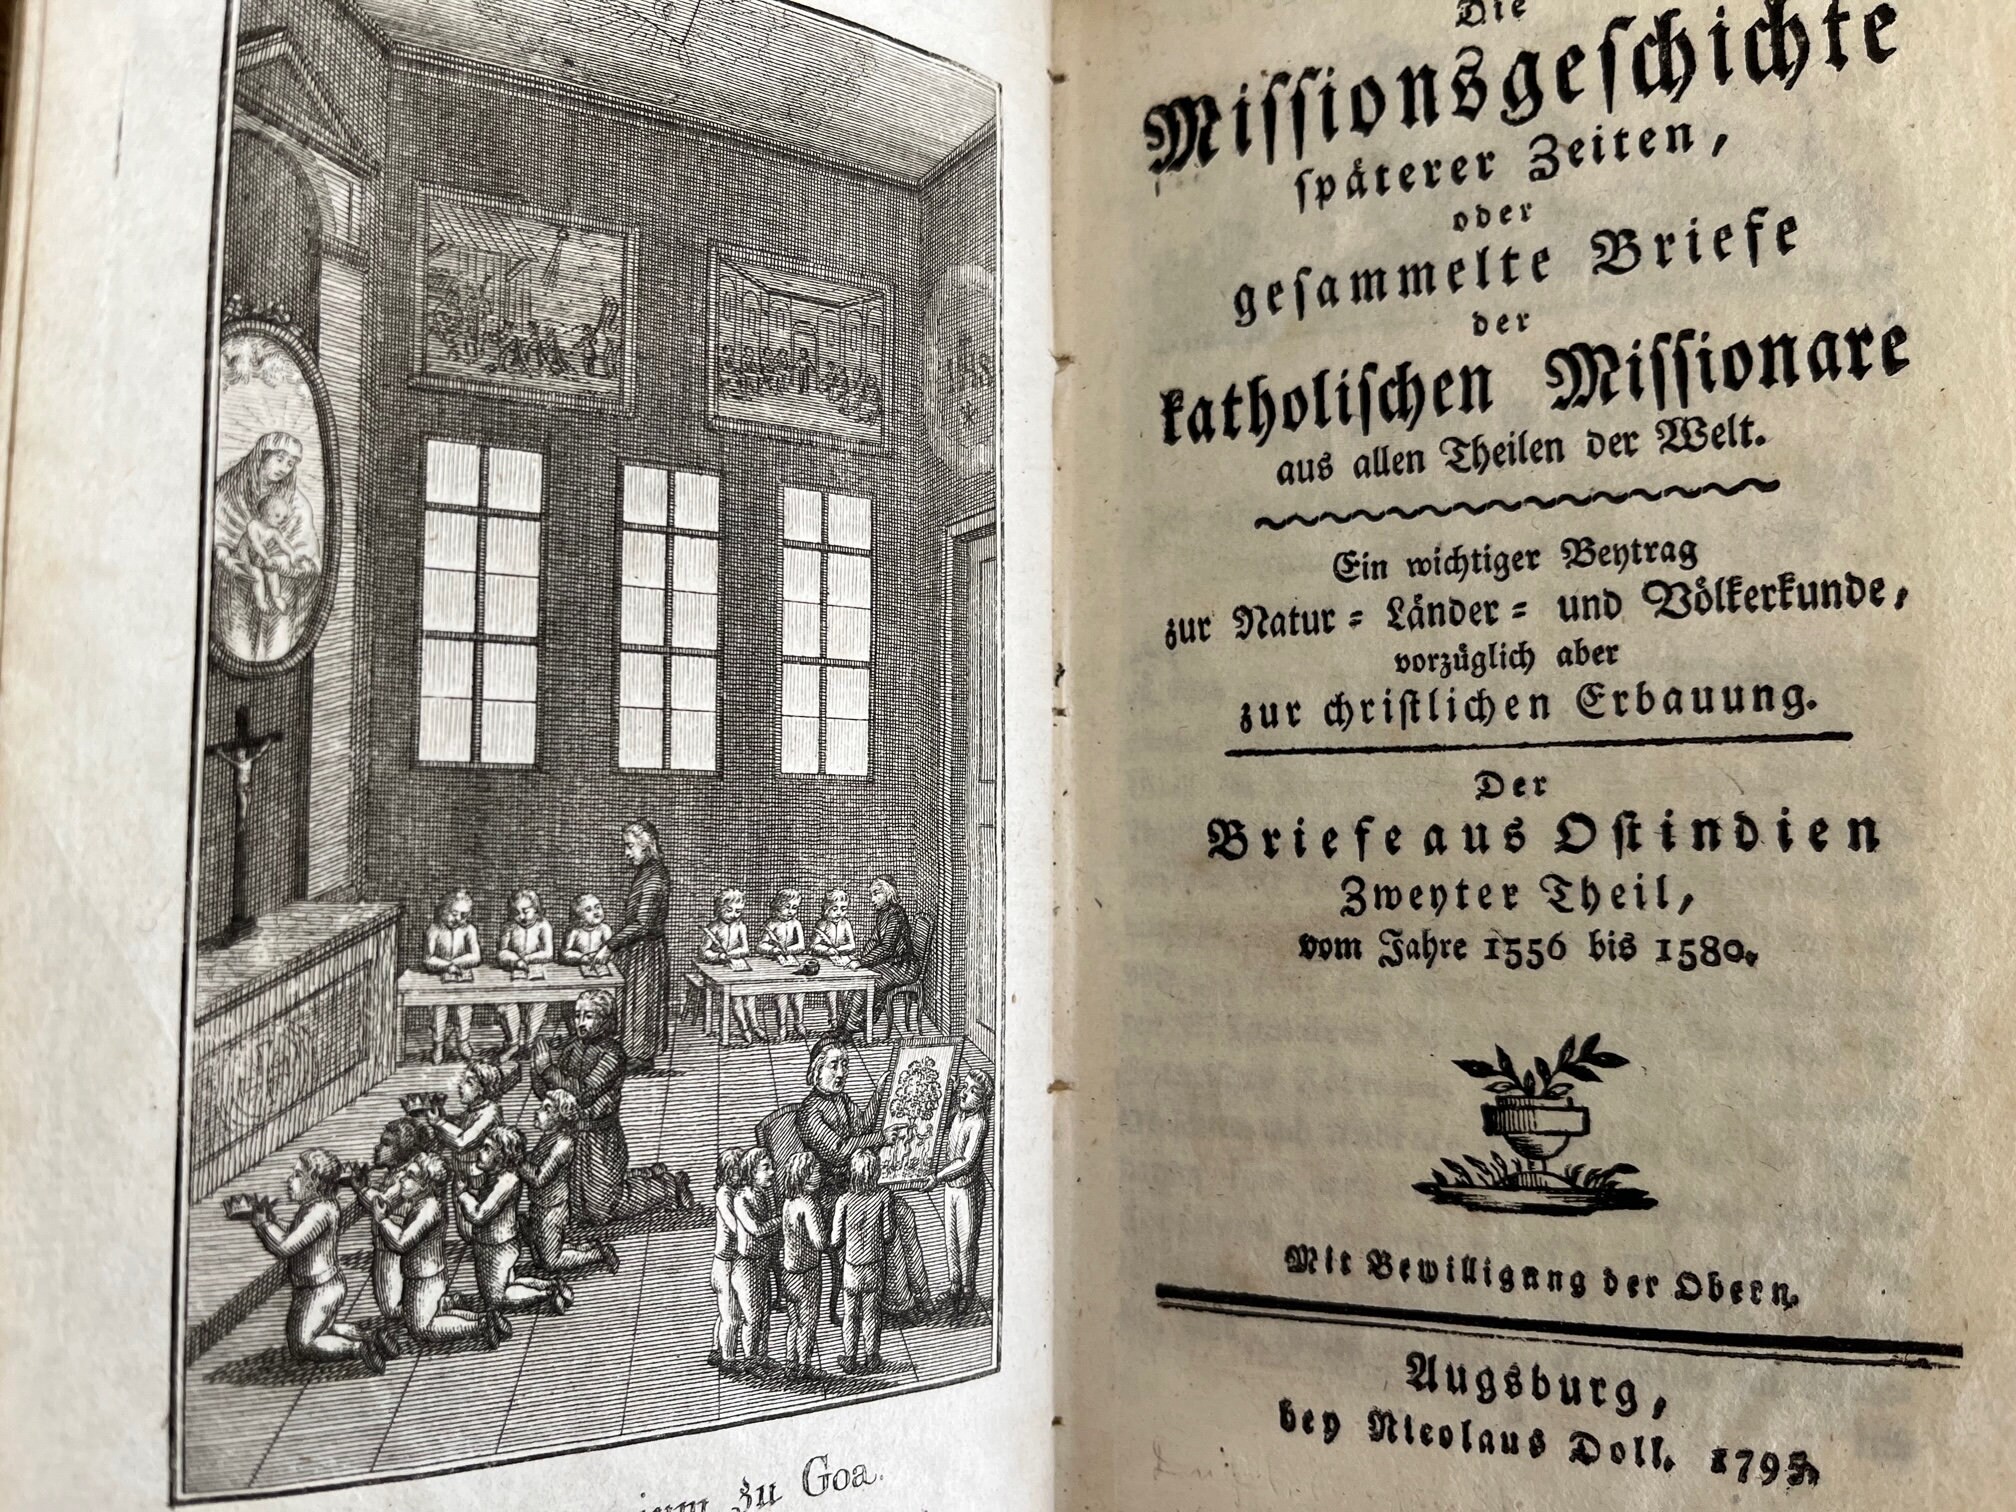 zu Goa.
Die
Missionsgeschichte
späterer Zeiten,
oder
gesammelte Briefe
der
katholischen Missionare
aus allen Theilen der Welt.
Ein wichtiger Beytrag
zur Natur= Länder= und Völkerkunde,
vorzüglich aber
zur christlichen Erbauung.
Der
Briefe aus Ostindien
Zweyter Theil,
vom Jahre 1556 bis 1580.
Mit Bewilligung der Obern.
Augsburg,
bey Nicolaus Doll.